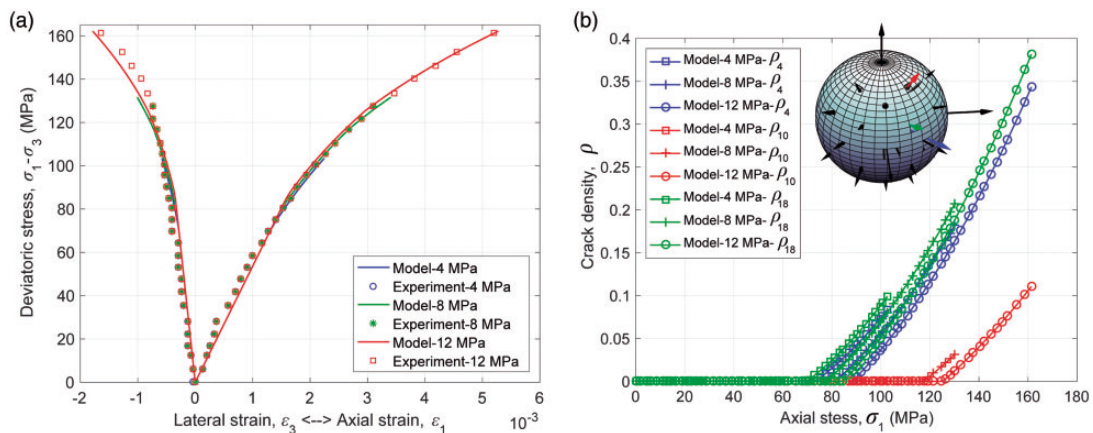 (a)
160
140
120
100
80
60
40
20
0
Deviatoric stress, σ1-σ3 (MPa)
Model-4 MPa
Experiment-4 MPa
Model-8 MPa
Experiment-8 MPa
Model-12 MPa
Experiment-12 MPa
-2 -1 0 1 2 3 4 5 6
Lateral strain, ε3 <--> Axial strain, ε1 10-3
(b)
0.4
0.35
0.3
0.25
0.2
0.15
0.1
0.05
0
Crack density, ρ
Model-4 MPa- ρ4
Model-8 MPa- ρ4
Model-12 MPa- ρ4
Model-4 MPa- ρ10
Model-8 MPa- ρ10
Model-12 MPa- ρ10
Model-4 MPa- ρ18
Model-8 MPa- ρ18
Model-12 MPa- ρ18
0 20 40 60 80 100 120 140 160 180
Axial stess, σ1 (MPa)